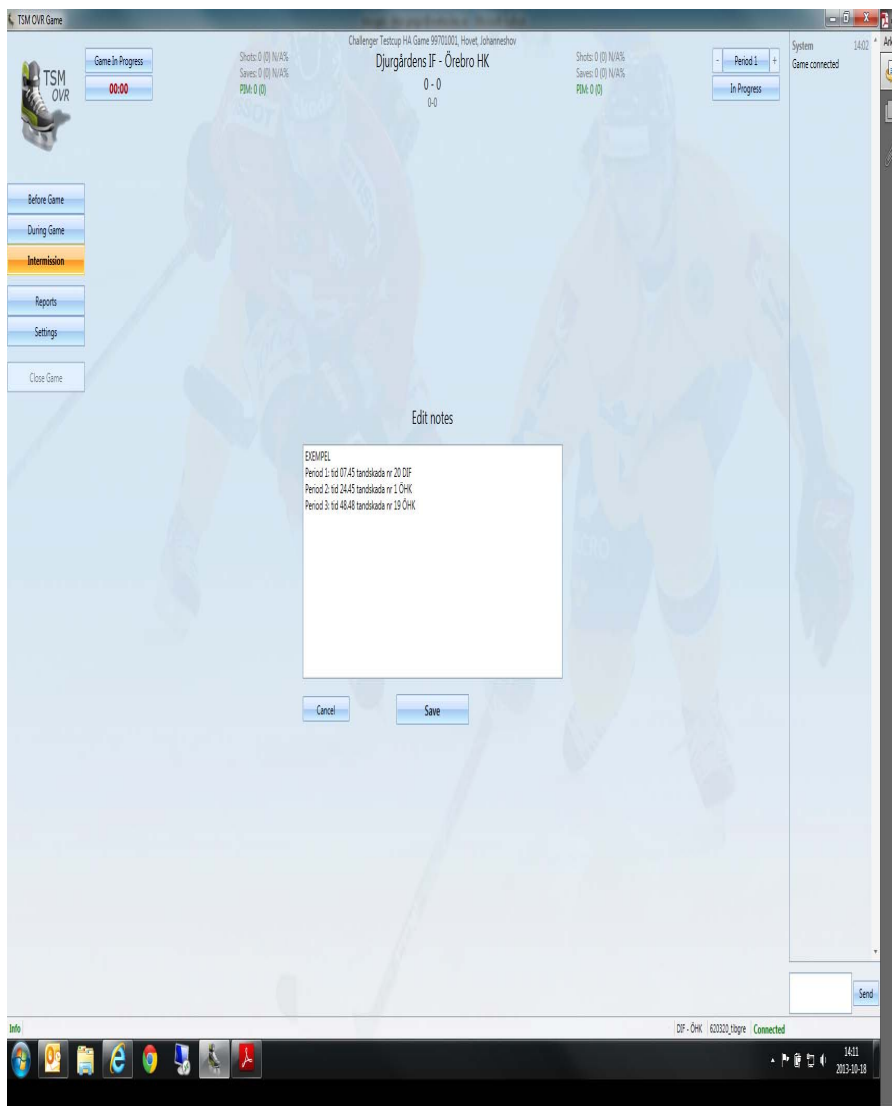 TSM OVR Game
TSM
OVR
Game In Progress
00:00
Shots: 0 (0) N/A%
Saves: 0 (0) N/A%
PIM: 0 (0)
Challenger Testcup HA Game 99701001, Hovet, Johanneshov
Djurgårdens IF - Örebro HK
0 - 0
0-0
Shots: 0 (0) N/A%
Saves: 0 (0) N/A%
PIM: 0 (0)
- Period 1 +
In Progress
System 14:02
Game connected
Before Game
During Game
Intermission
Reports
Settings
Close Game
Edit notes
EXEMPEL
Period 1: tid 07.45 tandskada nr 20 DIF
Period 2: tid 24.45 tandskada nr 1 ÖHK
Period 3: tid 48.48 tandskada nr 19 ÖHK
Cancel
Save
Send
Info
DIF - ÖHK
620320_tlogre
Connected
14:11
2013-10-18